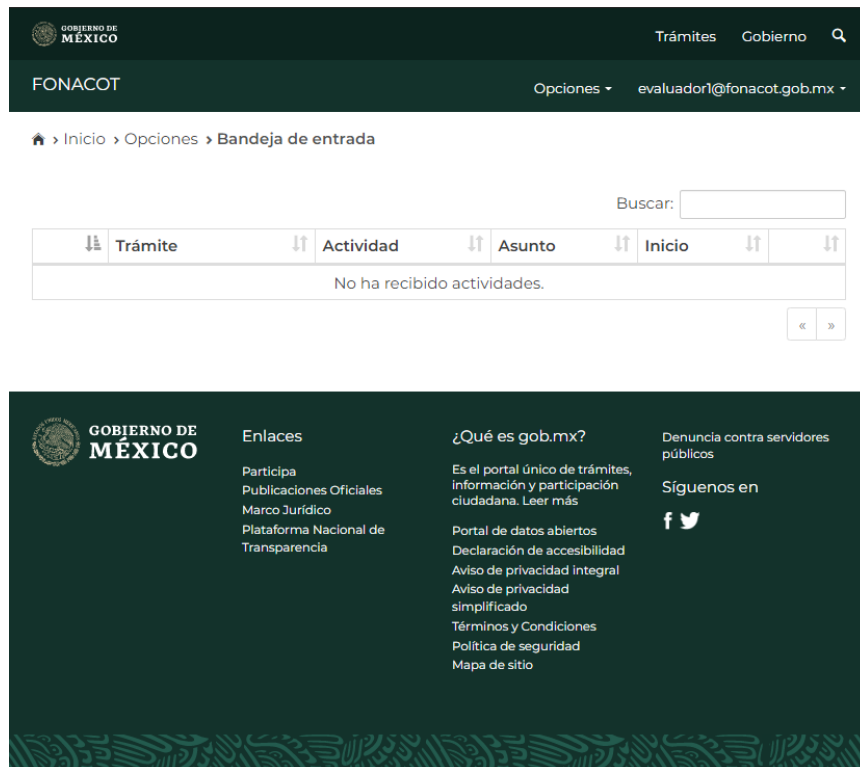 GOBIERNO DE
MÉXICO
Trámites Gobierno
FONACOT
Opciones evaluador1@fonacot.gob.mx
> Inicio > Opciones > Bandeja de entrada
Buscar:
Trámite Actividad Asunto Inicio
No ha recibido actividades.
« »
GOBIERNO DE
MÉXICO
Enlaces
Participa
Publicaciones Oficiales
Marco Jurídico
Plataforma Nacional de
Transparencia
¿Qué es gob.mx?
Es el portal único de trámites,
información y participación
ciudadana. Leer más
Portal de datos abiertos
Declaración de accesibilidad
Aviso de privacidad integral
Aviso de privacidad
simplificado
Términos y Condiciones
Política de seguridad
Mapa de sitio
Denuncia contra servidores
públicos
Síguenos en